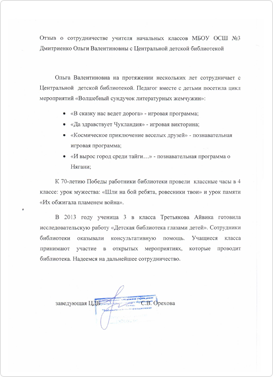 Отзыв о сотрудничестве учителя начальных классов МБОУ ОСШ №3
Дмитриенко Ольги Валентиновны с Центральной детской библиотекой
Ольга Валентиновна на протяжении нескольких лет сотрудничает с
Центральной детской библиотекой. Педагог вместе с детьми посетили цикл
мероприятий «Волшебный сундучок литературных жемчужин»:
«В сказку нас ведет дорога» - игровая программа;
«Да здравствует Чукландия» - игровая викторина;
«Космическое приключение веселых друзей» - познавательная
игровая программа;
«И вырос город среди тайги…» - познавательная программа о
Нягани;
К 70-летию Победы работники библиотеки провели классные часы в 4
классе: урок мужества: «Шли на бой ребята, ровесники твои» и урок памяти
«Их обжигала пламенем война».
В 2013 году ученица 3 в класса Третьякова Айвина готовила
исследовательскую работу «Детская библиотека глазами детей». Сотрудники
библиотеки оказывали консультативную помощь. Учащиеся класса
принимают участие в открытых мероприятиях, которые проводит
библиотека. Надеемся на дальнейшее сотрудничество.
заведующая ЦДБ С.В. Орехова